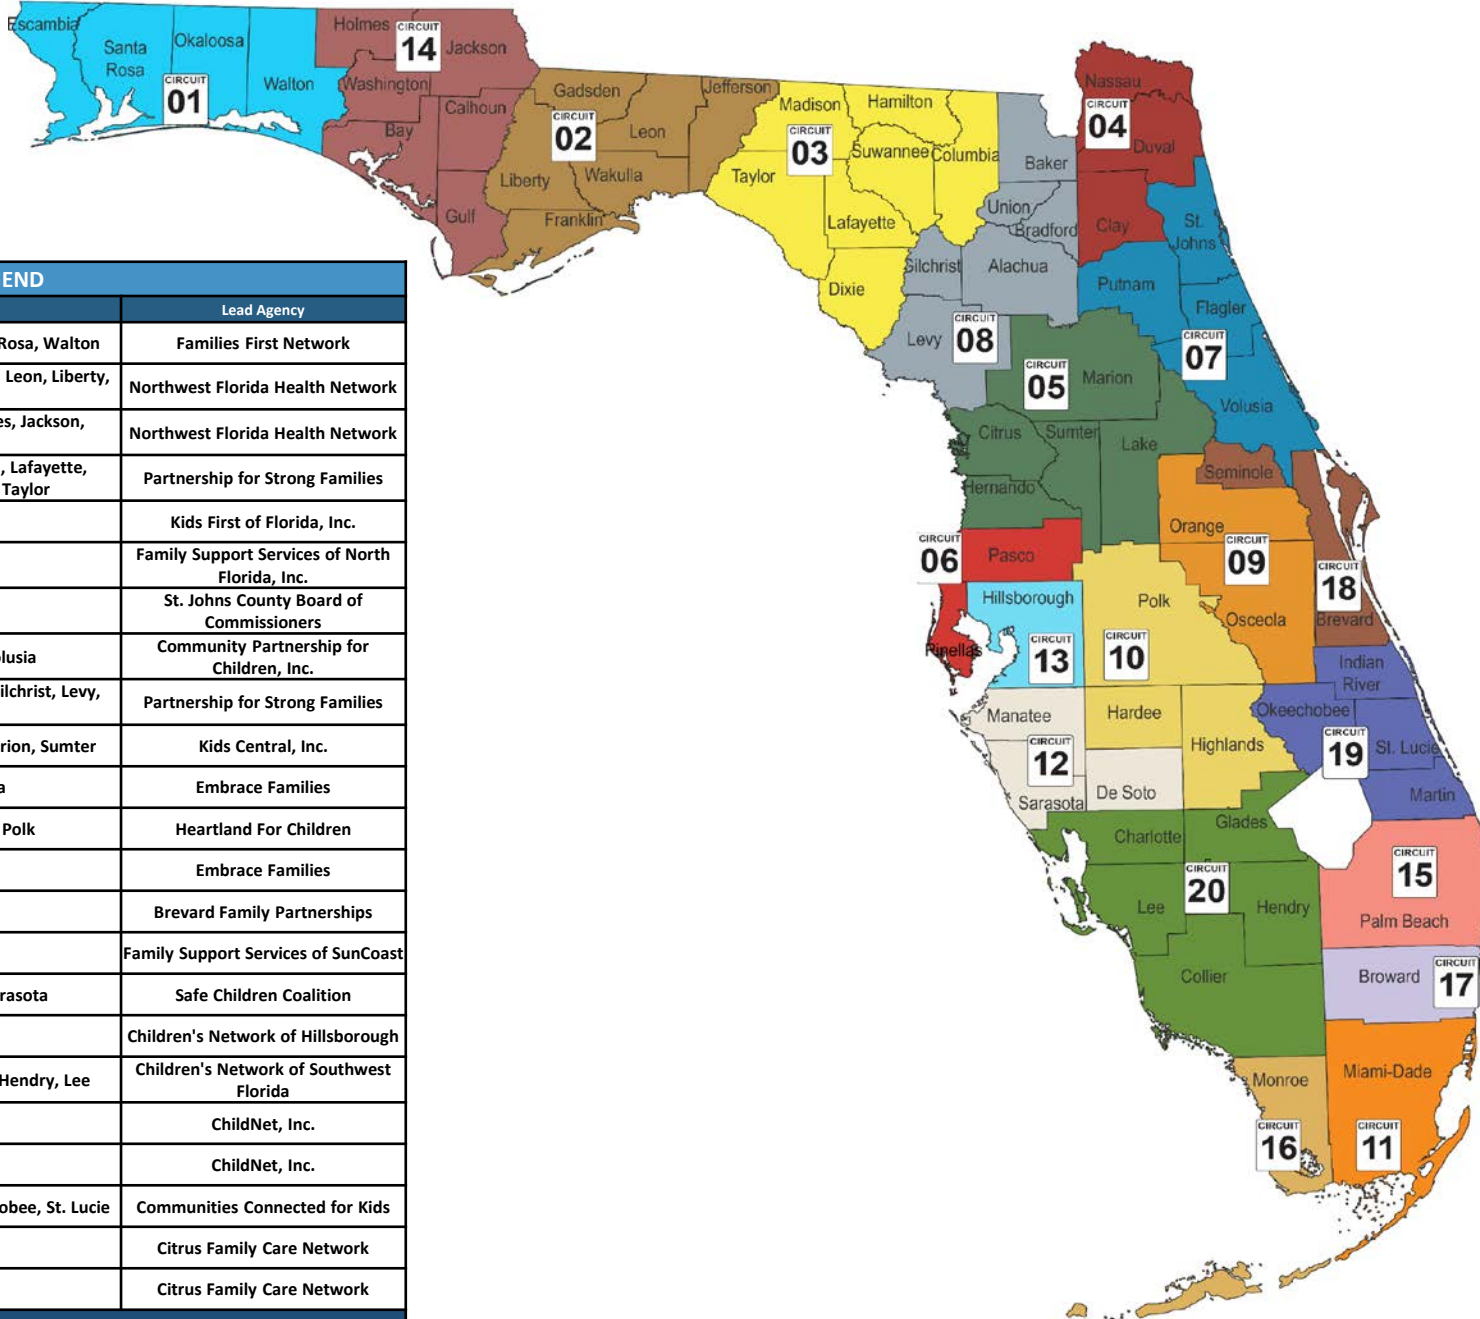 Escambia
Santa
Rosa
Okaloosa
Walton
CIRCUIT
01
Holmes
CIRCUIT
14
Jackson
Washington
Calhoun
Bay
Gulf
Gadsden
Jefferson
CIRCUIT
02
Leon
Liberty
Wakulla
Franklin
Madison
Hamilton
CIRCUIT
03
Suwannee
Columbia
Taylor
Lafayette
Dixie
Nassau
CIRCUIT
04
Duval
Clay
Baker
Union
Bradford
Gilchrist
Alachua
Levy
CIRCUIT
08
St.
Johns
Putnam
Flagler
CIRCUIT
07
Volusia
CIRCUIT
05
Marion
Citrus
Sumter
Lake
Hernando
Seminole
Orange
CIRCUIT
09
Osceola
CIRCUIT
18
Brevard
CIRCUIT
06
Pasco
Pinellas
Hillsborough
CIRCUIT
13
Polk
CIRCUIT
10
Hardee
Highlands
Manatee
CIRCUIT
12
Sarasota
De Soto
Indian
River
Okeechobee
CIRCUIT
19
St. Lucie
Martin
Charlotte
Glades
CIRCUIT
20
Lee
Hendry
Collier
CIRCUIT
15
Palm Beach
Broward
CIRCUIT
17
Monroe
CIRCUIT
16
Miami-Dade
CIRCUIT
11
END
Lead Agency
Rosa, Walton
Families First Network
Leon, Liberty,
Northwest Florida Health Network
es, Jackson,
Northwest Florida Health Network
, Lafayette,
Taylor
Partnership for Strong Families
Kids First of Florida, Inc.
Family Support Services of North
Florida, Inc.
St. Johns County Board of
Commissioners
lusia
Community Partnership for
Children, Inc.
ilchrist, Levy,
Partnership for Strong Families
rion, Sumter
Kids Central, Inc.
a
Embrace Families
Polk
Heartland For Children
Embrace Families
Brevard Family Partnerships
Family Support Services of SunCoast
rasota
Safe Children Coalition
Children's Network of Hillsborough
Hendry, Lee
Children's Network of Southwest
Florida
ChildNet, Inc.
ChildNet, Inc.
obee, St. Lucie
Communities Connected for Kids
Citrus Family Care Network
Citrus Family Care Network